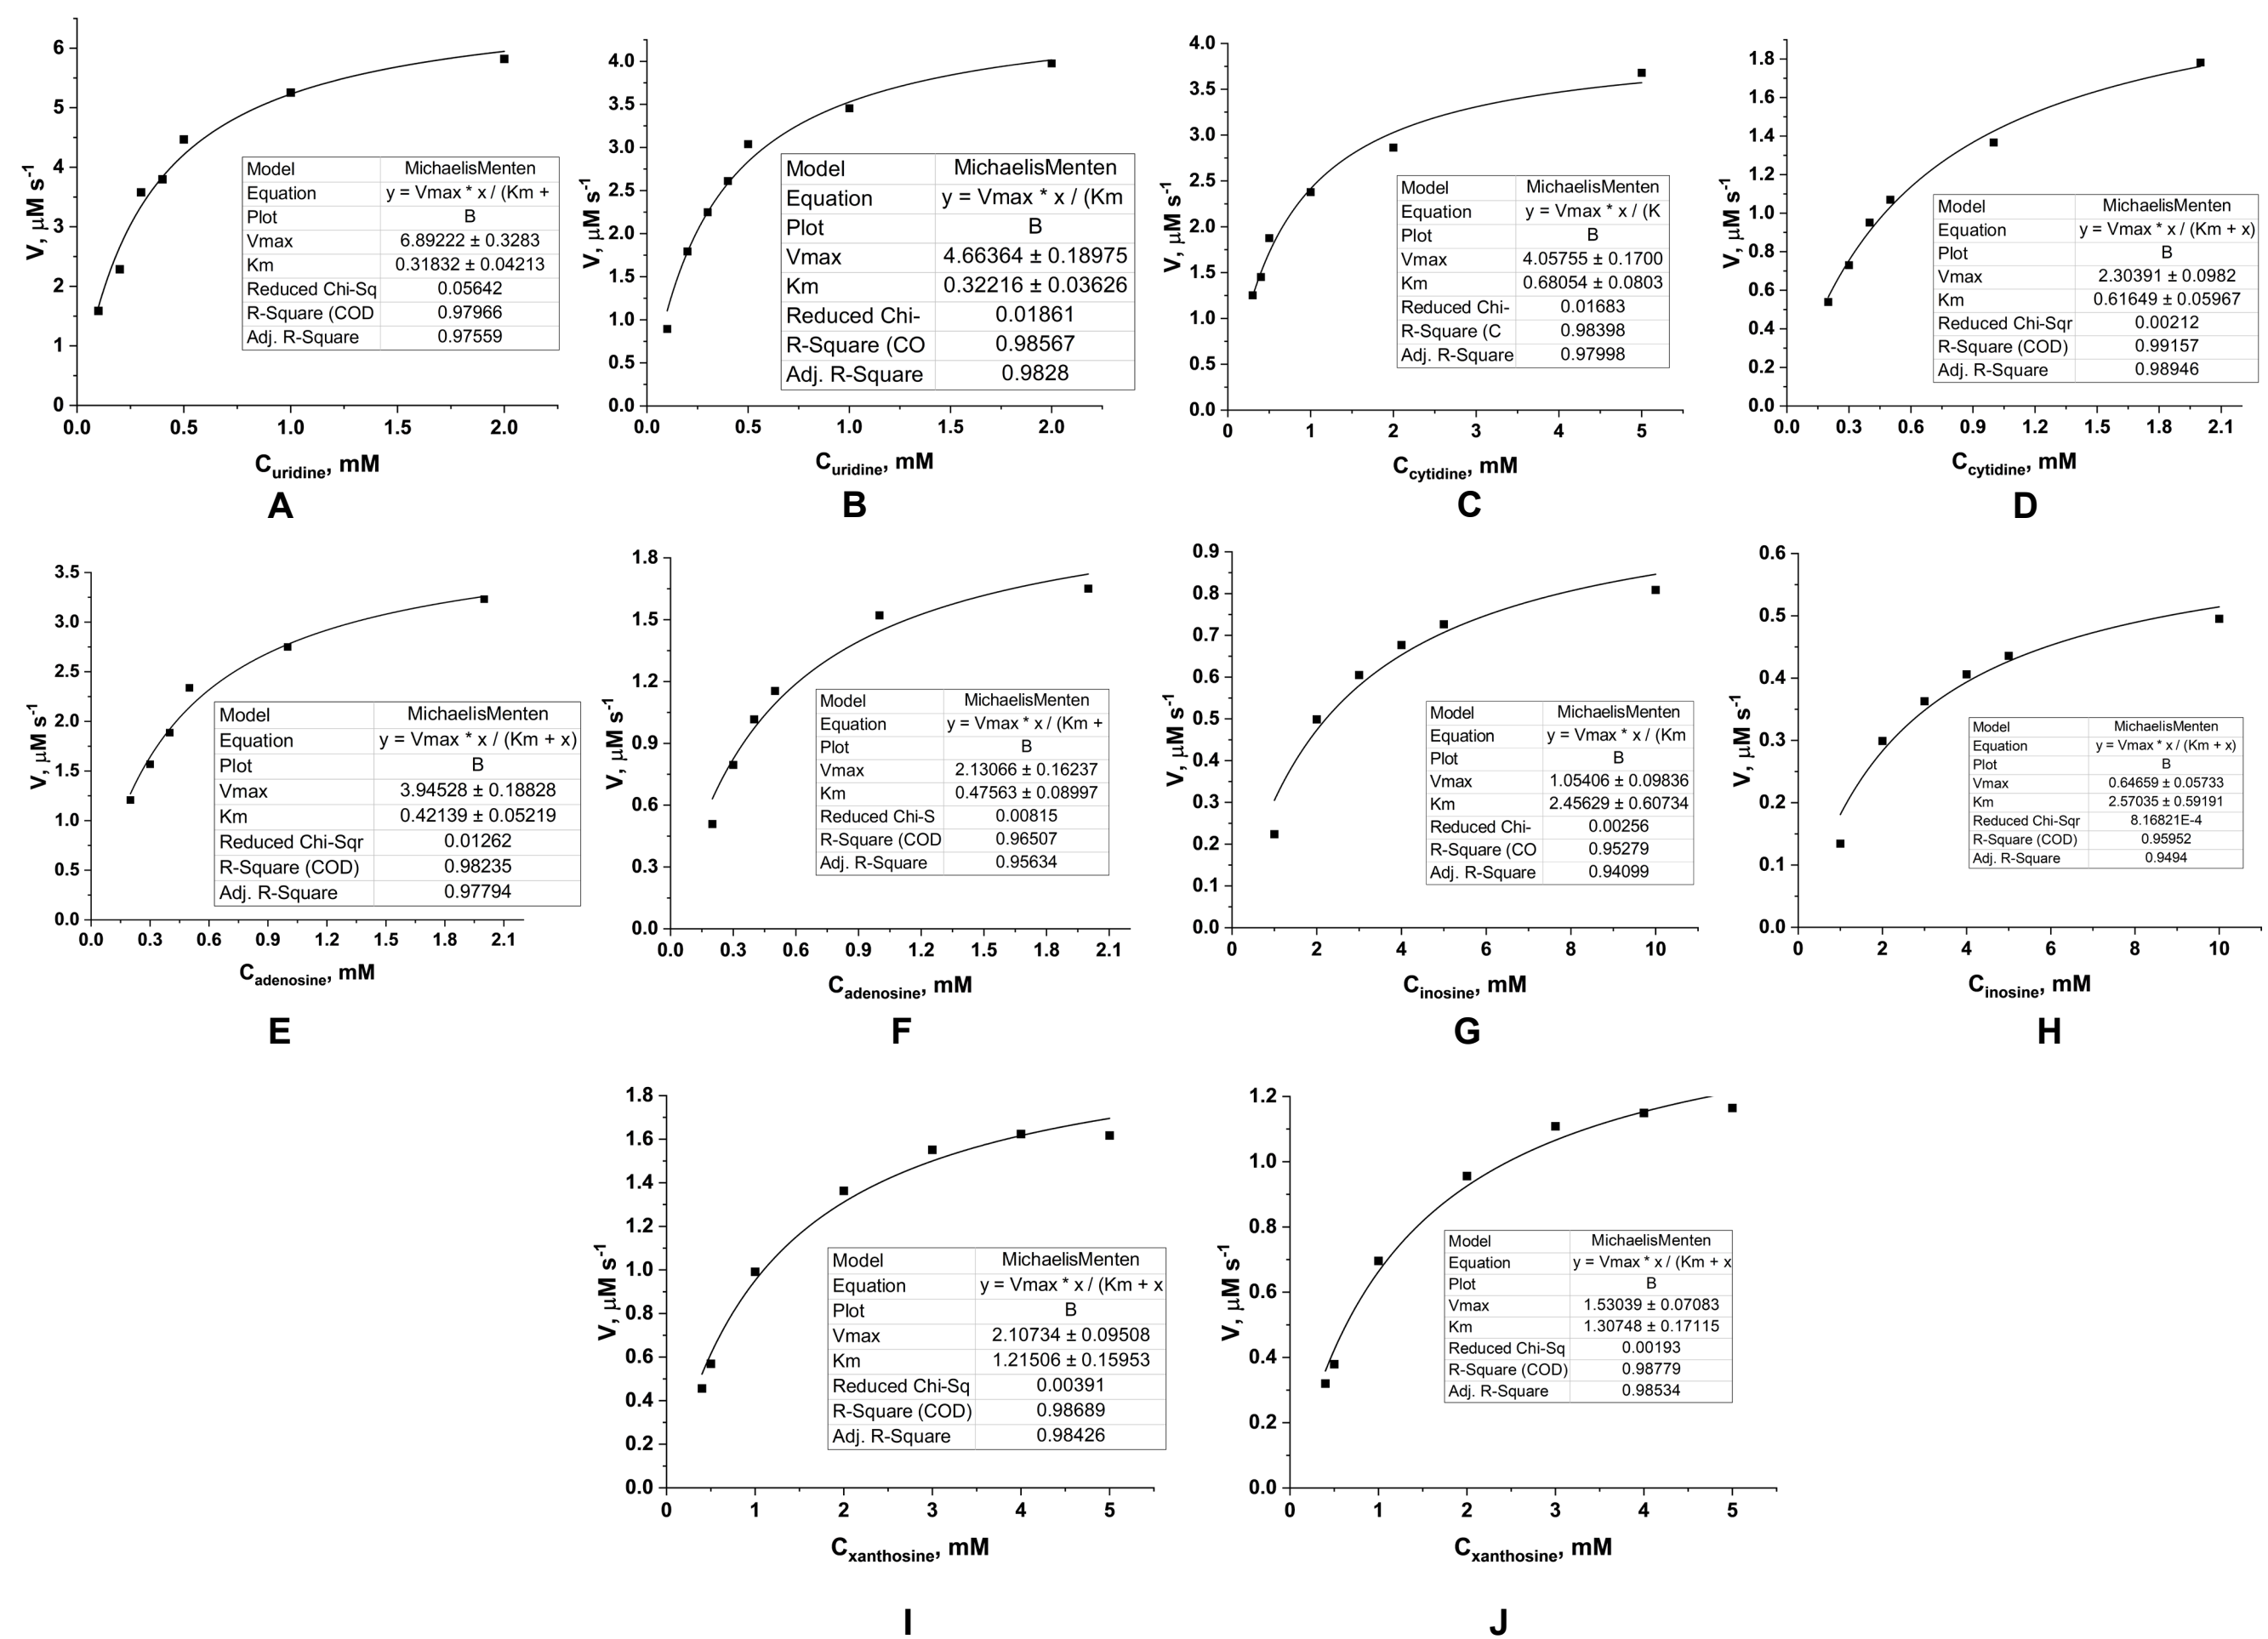 6
5
4
3
2
1
0
V, μM s-1
0.0 0.5 1.0 1.5 2.0
Curidine, mM
Model MichaelisMenten
Equation y = Vmax * x / (Km +
Plot B
Vmax 6.89222 ± 0.3283
Km 0.31832 ± 0.04213
Reduced Chi-Sq 0.05642
R-Square (COD 0.97966
Adj. R-Square 0.97559
A
4.0
3.5
3.0
2.5
2.0
1.5
1.0
0.5
0.0
V, μM s-1
0.0 0.5 1.0 1.5 2.0
Curidine, mM
Model MichaelisMenten
Equation y = Vmax * x / (Km
Plot B
Vmax 4.66364 ± 0.18975
Km 0.32216 ± 0.03626
Reduced Chi- 0.01861
R-Square (CO 0.98567
Adj. R-Square 0.9828
B
4.0
3.5
3.0
2.5
2.0
1.5
1.0
0.5
0.0
V, μM s-1
0 1 2 3 4 5
Ccytidine, mM
Model MichaelisMenten
Equation y = Vmax * x / (K
Plot B
Vmax 4.05755 ± 0.1700
Km 0.68054 ± 0.0803
Reduced Chi- 0.01683
R-Square (C 0.98398
Adj. R-Square 0.97998
C
1.8
1.6
1.4
1.2
1.0
0.8
0.6
0.4
0.2
0.0
V, μM s-1
0.0 0.3 0.6 0.9 1.2 1.5 1.8 2.1
Ccytidine, mM
Model MichaelisMenten
Equation y = Vmax * x / (Km + x)
Plot B
Vmax 2.30391 ± 0.0982
Km 0.61649 ± 0.05967
Reduced Chi-Sqr 0.00212
R-Square (COD) 0.99157
Adj. R-Square 0.98946
D
3.5
3.0
2.5
2.0
1.5
1.0
0.5
0.0
V, μM s-1
0.0 0.3 0.6 0.9 1.2 1.5 1.8 2.1
Cadenosine, mM
Model MichaelisMenten
Equation y = Vmax * x / (Km + x)
Plot B
Vmax 3.94528 ± 0.18828
Km 0.42139 ± 0.05219
Reduced Chi-Sqr 0.01262
R-Square (COD) 0.98235
Adj. R-Square 0.97794
E
1.8
1.5
1.2
0.9
0.6
0.3
0.0
V, μM s-1
0.0 0.3 0.6 0.9 1.2 1.5 1.8 2.1
Cadenosine, mM
Model MichaelisMenten
Equation y = Vmax * x / (Km +
Plot B
Vmax 2.13066 ± 0.16237
Km 0.47563 ± 0.08997
Reduced Chi-S 0.00815
R-Square (COD 0.96507
Adj. R-Square 0.95634
F
0.9
0.8
0.7
0.6
0.5
0.4
0.3
0.2
0.1
0.0
V, μM s-1
0 2 4 6 8 10
Cinosine, mM
Model MichaelisMenten
Equation y = Vmax * x / (Km
Plot B
Vmax 1.05406 ± 0.09836
Km 2.45629 ± 0.60734
Reduced Chi- 0.00256
R-Square (CO 0.95279
Adj. R-Square 0.94099
G
0.6
0.5
0.4
0.3
0.2
0.1
0.0
V, μM s-1
0 2 4 6 8 10
Cinosine, mM
Model MichaelisMenten
Equation y = Vmax * x / (Km + x)
Plot B
Vmax 0.64659 ± 0.05733
Km 2.57035 ± 0.59191
Reduced Chi-Sqr 8.16821E-4
R-Square (COD) 0.95952
Adj. R-Square 0.9494
H
1.8
1.6
1.4
1.2
1.0
0.8
0.6
0.4
0.2
0.0
V, μM s-1
0 1 2 3 4 5
Cxanthosine, mM
Model MichaelisMenten
Equation y = Vmax * x / (Km + x
Plot B
Vmax 2.10734 ± 0.09508
Km 1.21506 ± 0.15953
Reduced Chi-Sq 0.00391
R-Square (COD) 0.98689
Adj. R-Square 0.98426
I
1.2
1.0
0.8
0.6
0.4
0.2
0.0
V, μM s-1
0 1 2 3 4 5
Cxanthosine, mM
Model MichaelisMenten
Equation y = Vmax * x / (Km + x
Plot B
Vmax 1.53039 ± 0.07083
Km 1.30748 ± 0.17115
Reduced Chi-Sq 0.00193
R-Square (COD) 0.98779
Adj. R-Square 0.98534
J